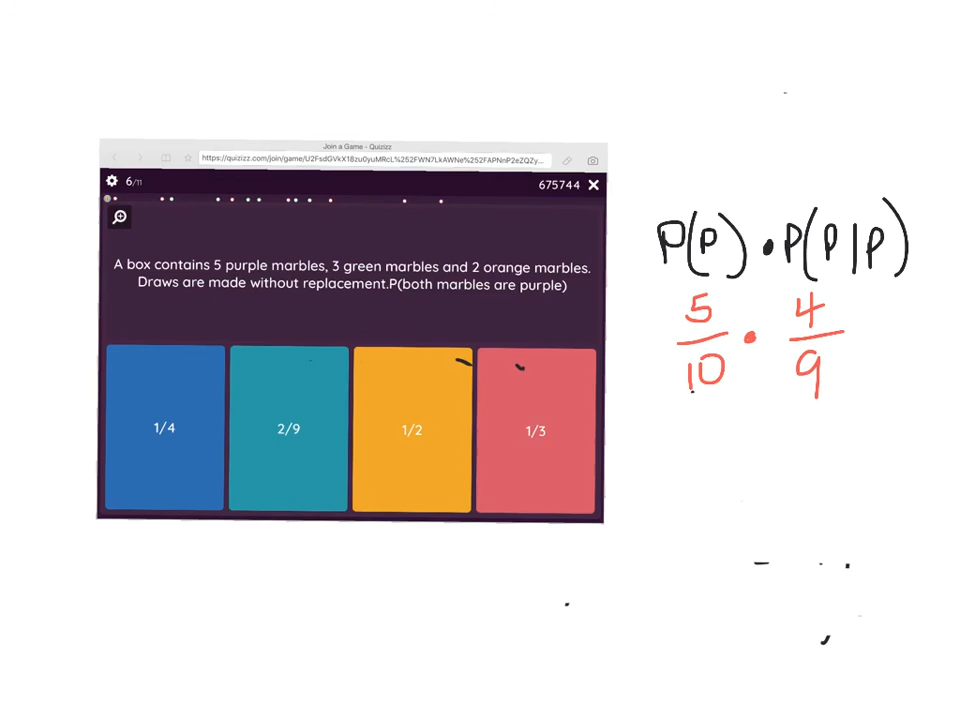 Join a Game - Quizizz
https://quizizz.com/join/game/U2FsdGVkX18zu0yuMRcL%252FWN7LkAWNe%252FAPNnP2eZQZy...
6/11
675744
A box contains 5 purple marbles, 3 green marbles and 2 orange marbles.
Draws are made without replacement.P(both marbles are purple)
1/4
2/9
1/2
1/3
P(P) • P(P|P)
5/10 • 4/9